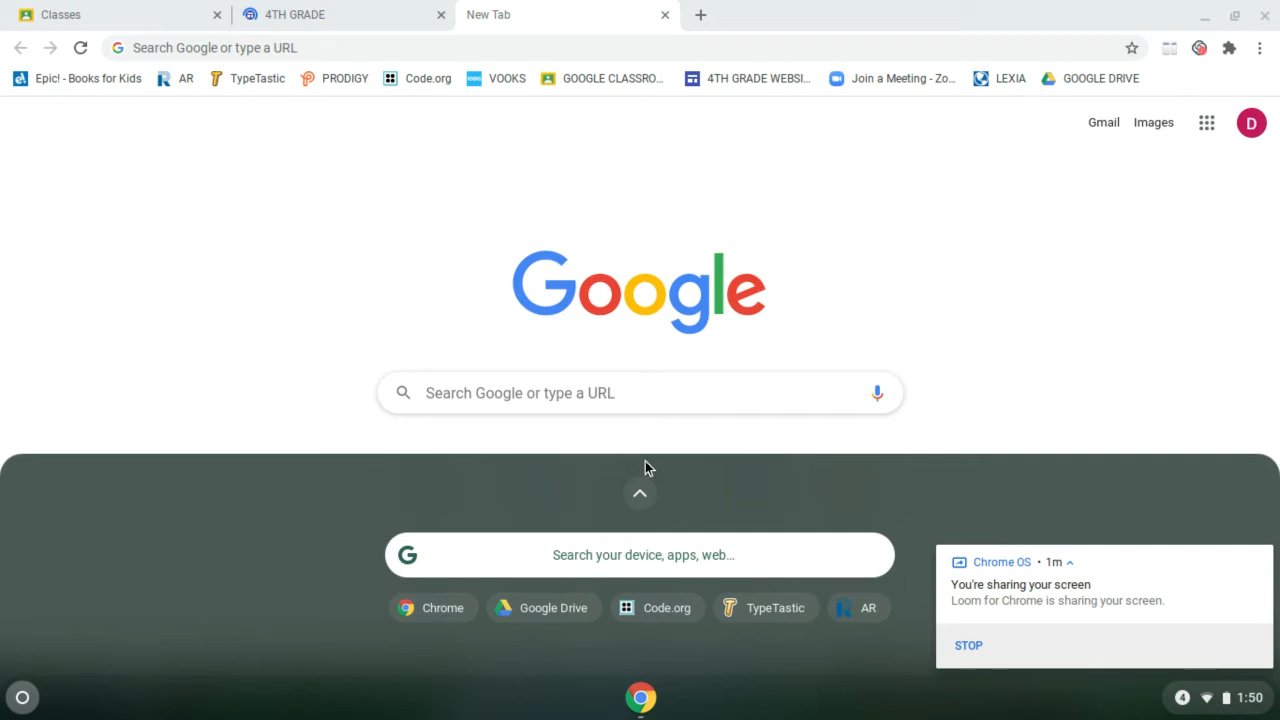 Classes
4TH GRADE
New Tab
Search Google or type a URL
Epic! - Books for Kids
AR
TypeTastic
PRODIGY
Code.org
VOOKS
GOOGLE CLASSRO...
4TH GRADE WEBSI...
Join a Meeting - Zo...
LEXIA
GOOGLE DRIVE
Gmail
Images
D
Google
Search Google or type a URL
Search your device, apps, web...
Chrome
Google Drive
Code.org
TypeTastic
AR
Chrome OS • 1m
You're sharing your screen
Loom for Chrome is sharing your screen.
STOP
4
1:50